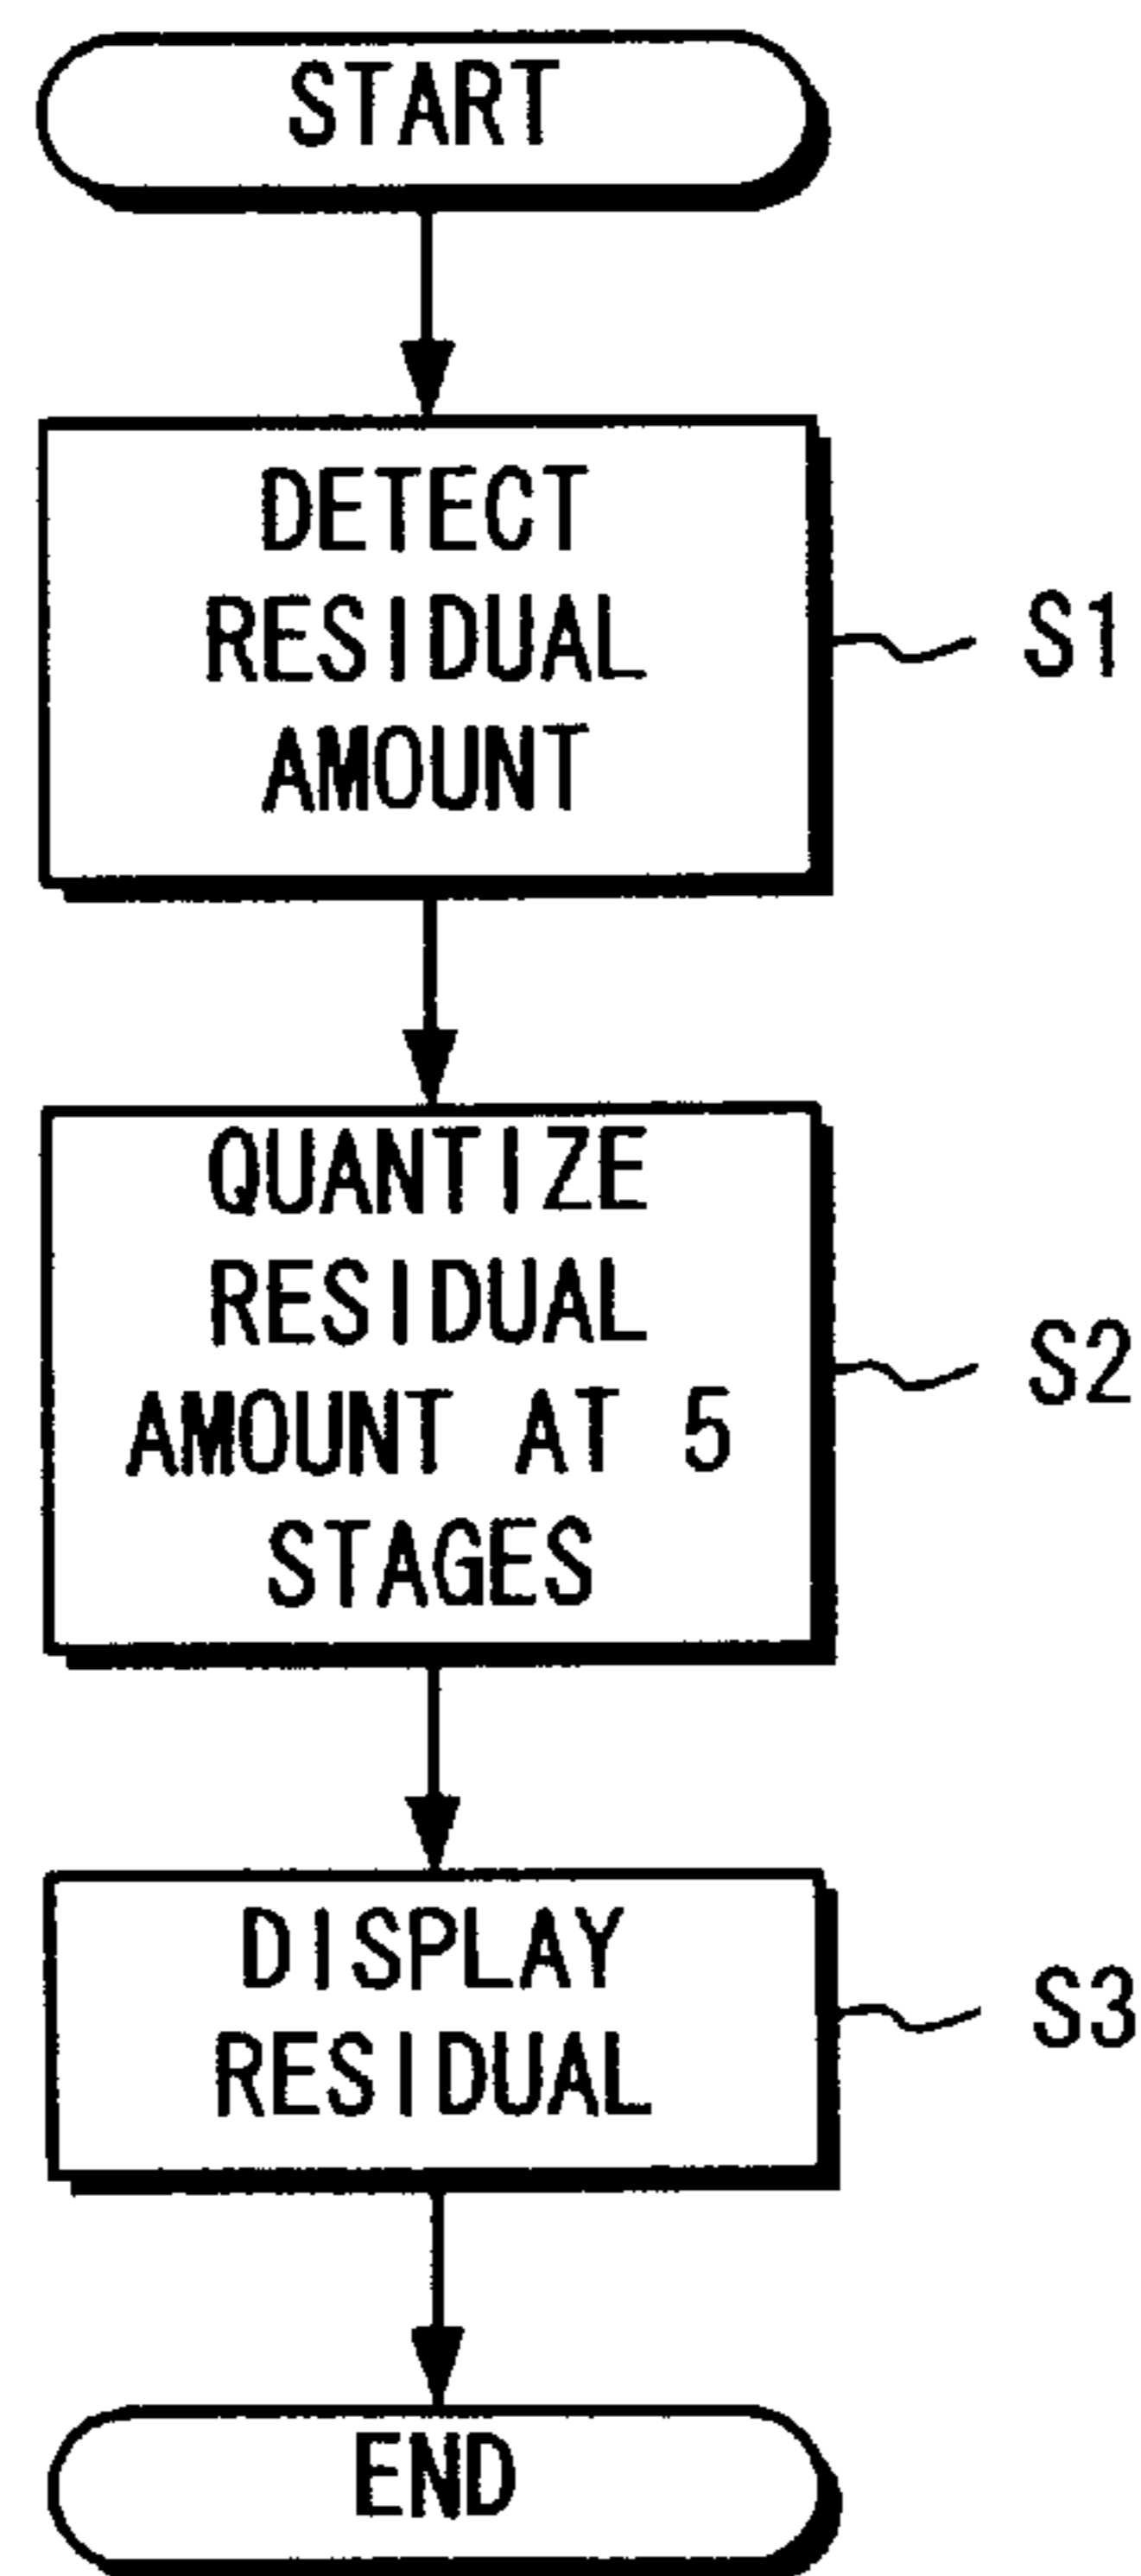 START
DETECT
RESIDUAL
AMOUNT
S1
QUANTIZE
RESIDUAL
AMOUNT AT 5
STAGES
S2
DISPLAY
RESIDUAL
S3
END